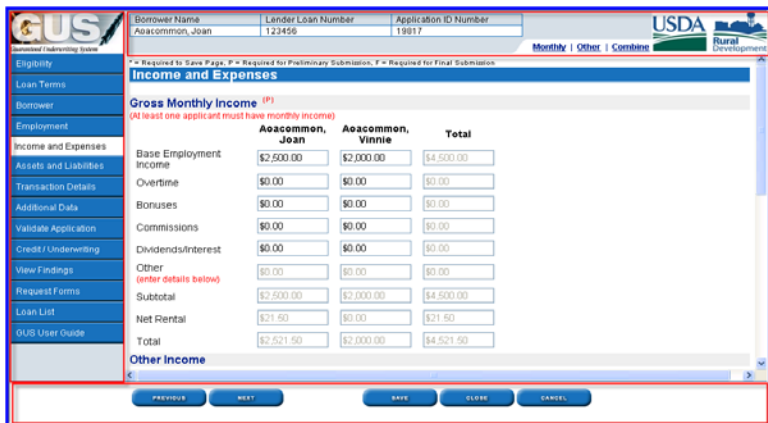 GUS
Guaranteed Underwriting System
Borrower Name Lender Loan Number Application ID Number
Aoacommon, Joan 123456 19817
USDA
Rural
Development
Monthly | Other | Combine
Eligibility
Loan Terms
Borrower
Employment
Income and Expenses
Assets and Liabilities
Transaction Details
Additional Data
Validate Application
Credit / Underwriting
View Findings
Request Forms
Loan List
GUS User Guide
* = Required to Save Page, P = Required for Preliminary Submission, F = Required for Final Submission
Income and Expenses
Gross Monthly Income (P)
(At least one applicant must have monthly income)
Aoacommon, Joan Aoacommon, Vinnie Total
Base Employment Income $2,500.00 $2,000.00 $4,500.00
Overtime $0.00 $0.00 $0.00
Bonuses $0.00 $0.00 $0.00
Commissions $0.00 $0.00 $0.00
Dividends/Interest $0.00 $0.00 $0.00
Other (enter details below) $0.00 $0.00 $0.00
Subtotal $2,500.00 $2,000.00 $4,500.00
Net Rental $21.50 $0.00 $21.50
Total $2,521.50 $2,000.00 $4,521.50
Other Income
PREVIOUS NEXT SAVE CLOSE CANCEL